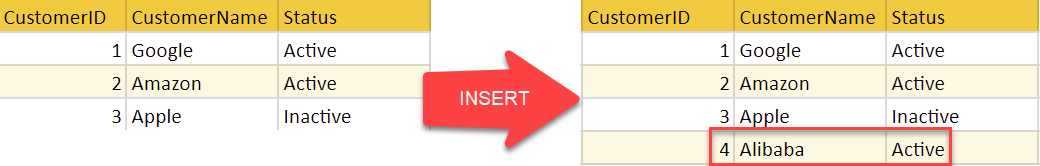 CustomerID CustomerName Status
1 Google Active
2 Amazon Active
3 Apple Inactive
INSERT
CustomerID CustomerName Status
1 Google Active
2 Amazon Active
3 Apple Inactive
4 Alibaba Active